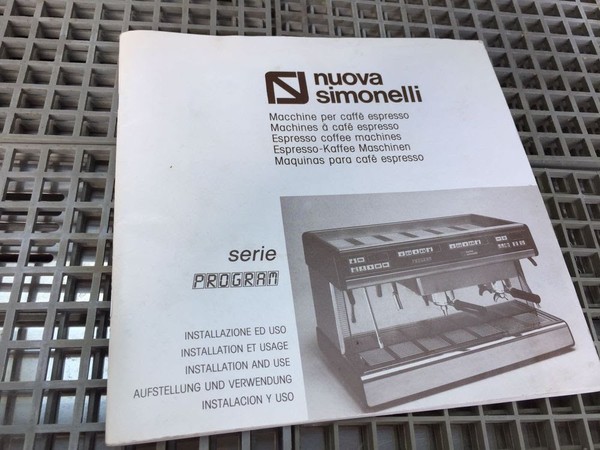 nuova
simonelli
Macchine per caffè espresso
Machines à café espresso
Espresso coffee machines
Espresso-Kaffee Maschinen
Maquinas para café espresso
serie
PROGRAM
INSTALLAZIONE ED USO
INSTALLATION ET USAGE
INSTALLATION AND USE
AUFSTELLUNG UND VERWENDUNG
INSTALACION Y USO